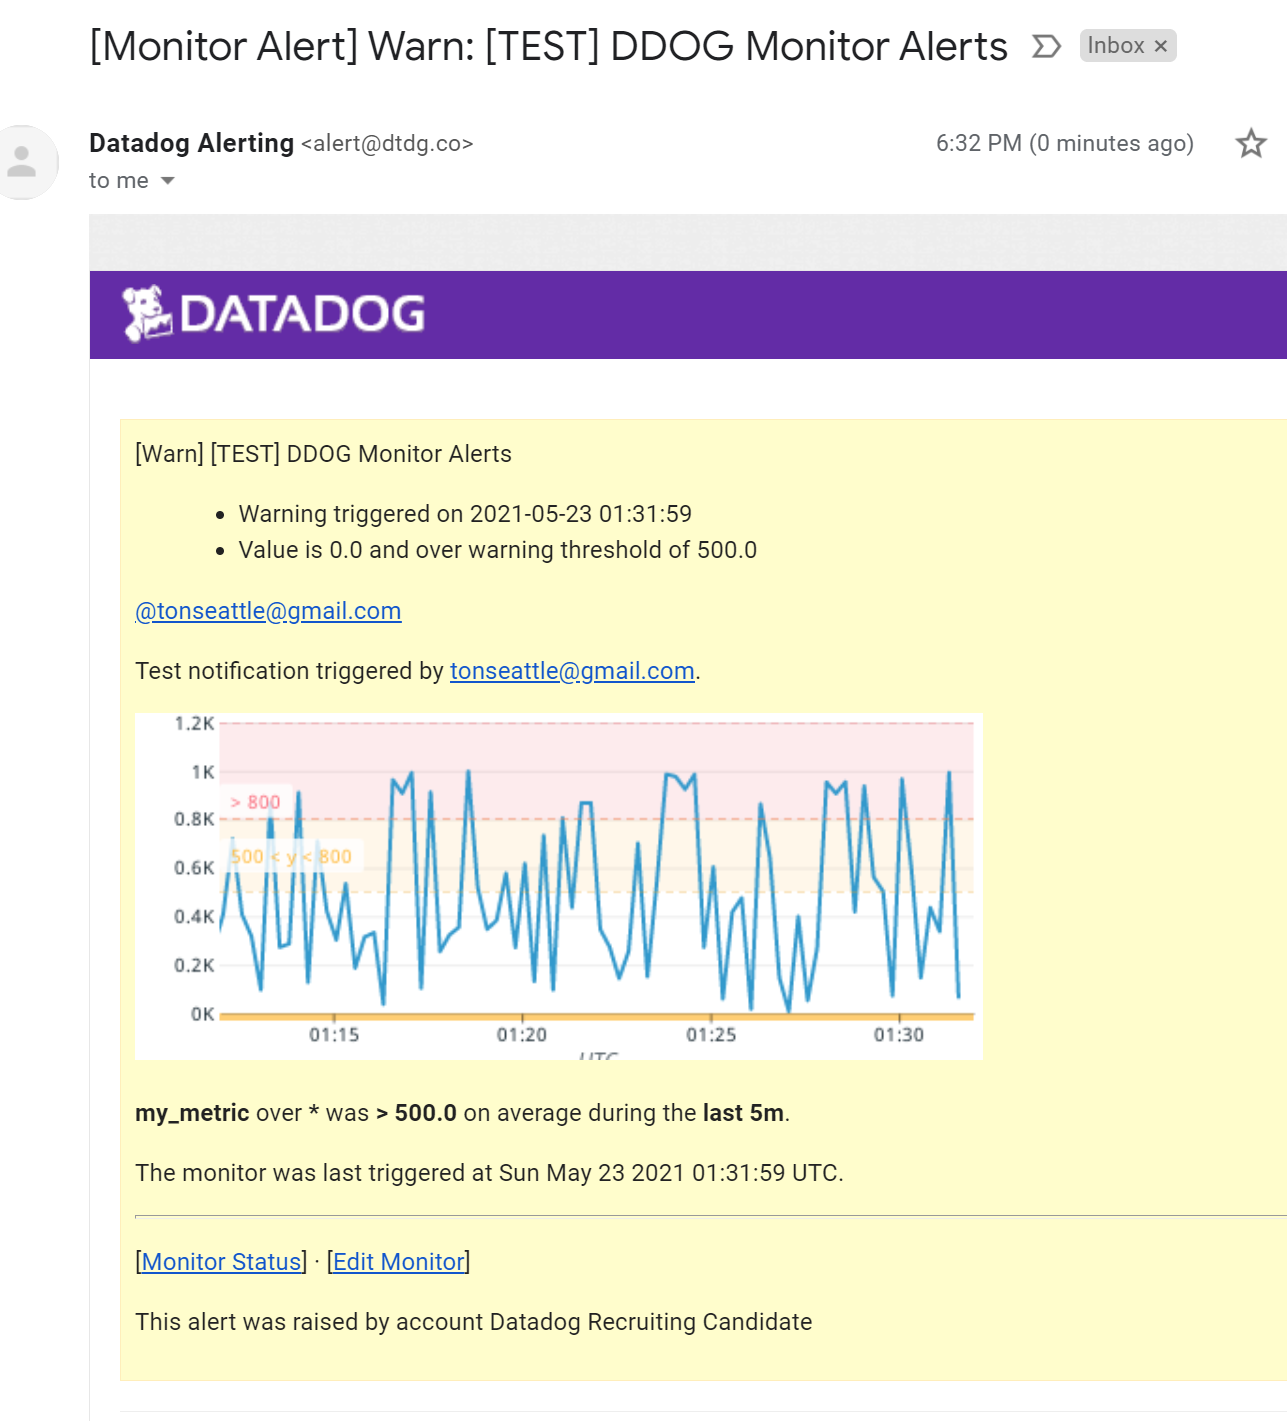 [Monitor Alert] Warn: [TEST] DDOG Monitor Alerts Inbox ×
Datadog Alerting <alert@dtdg.co> 6:32 PM (0 minutes ago)
to me
DATADOG
[Warn] [TEST] DDOG Monitor Alerts
• Warning triggered on 2021-05-23 01:31:59
• Value is 0.0 and over warning threshold of 500.0
@tonseattle@gmail.com
Test notification triggered by tonseattle@gmail.com.
1.2K
1K
> 800
0.8K
500 < y < 800
0.6K
0.4K
0.2K
0K
01:15 01:20 01:25 01:30
UTC
my_metric over * was > 500.0 on average during the last 5m.
The monitor was last triggered at Sun May 23 2021 01:31:59 UTC.
[Monitor Status] · [Edit Monitor]
This alert was raised by account Datadog Recruiting Candidate